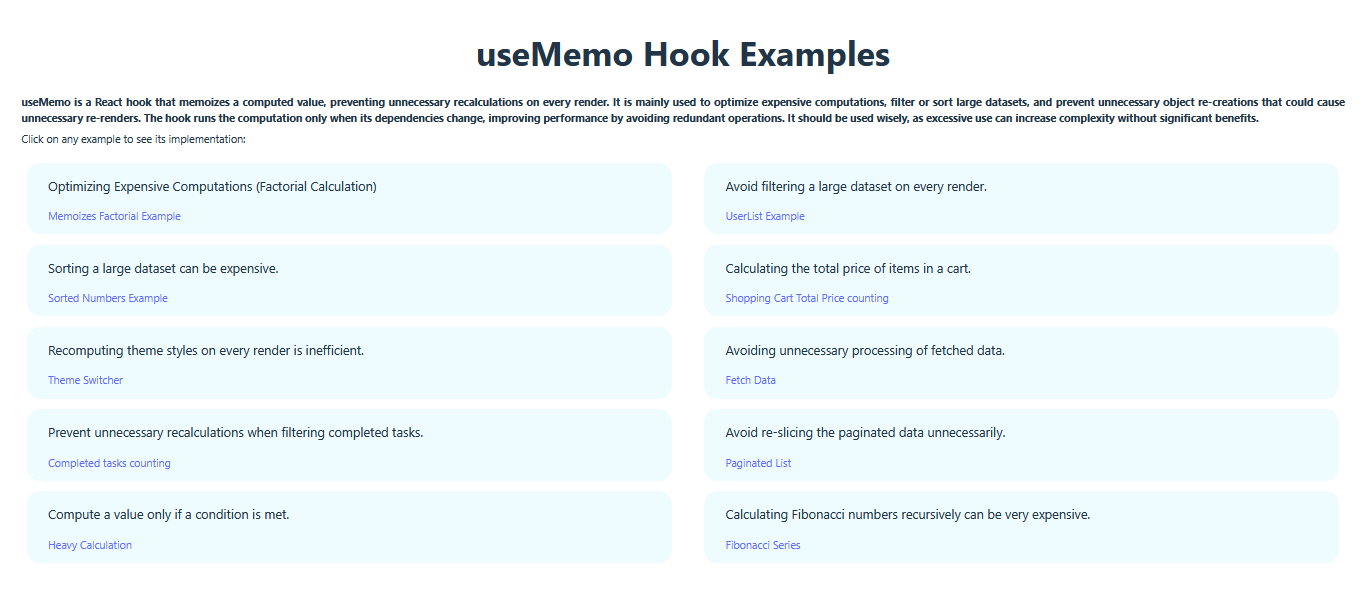 useMemo Hook Examples
useMemo is a React hook that memoizes a computed value, preventing unnecessary recalculations on every render. It is mainly used to optimize expensive computations, filter or sort large datasets, and prevent unnecessary object re-creations that could cause
unnecessary re-renders. The hook runs the computation only when its dependencies change, improving performance by avoiding redundant operations. It should be used wisely, as excessive use can increase complexity without significant benefits.
Click on any example to see its implementation:
Optimizing Expensive Computations (Factorial Calculation)
Memoizes Factorial Example
Avoid filtering a large dataset on every render.
UserList Example
Sorting a large dataset can be expensive.
Sorted Numbers Example
Calculating the total price of items in a cart.
Shopping Cart Total Price counting
Recomputing theme styles on every render is inefficient.
Theme Switcher
Avoiding unnecessary processing of fetched data.
Fetch Data
Prevent unnecessary recalculations when filtering completed tasks.
Completed tasks counting
Avoid re-slicing the paginated data unnecessarily.
Paginated List
Compute a value only if a condition is met.
Heavy Calculation
Calculating Fibonacci numbers recursively can be very expensive.
Fibonacci Series